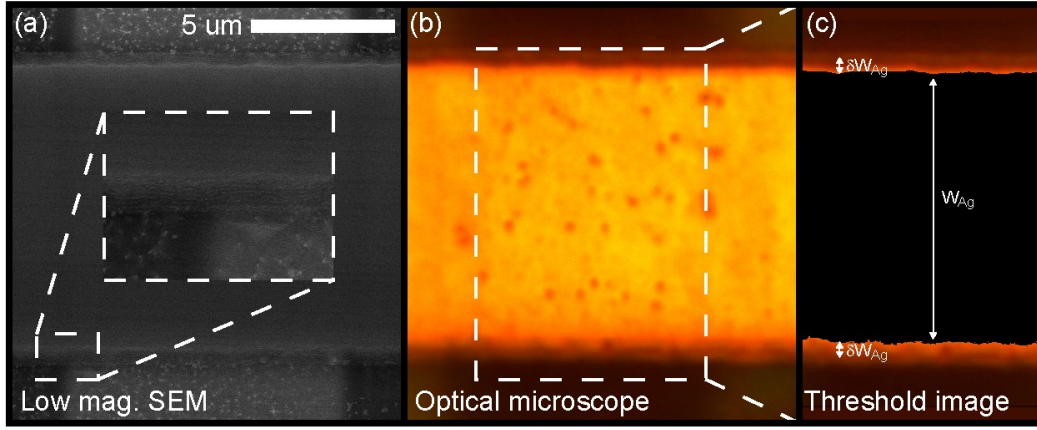 (a)
5 um
(b)
(c)
δWAg
WAg
δWAg
Low mag. SEM
Optical microscope
Threshold image